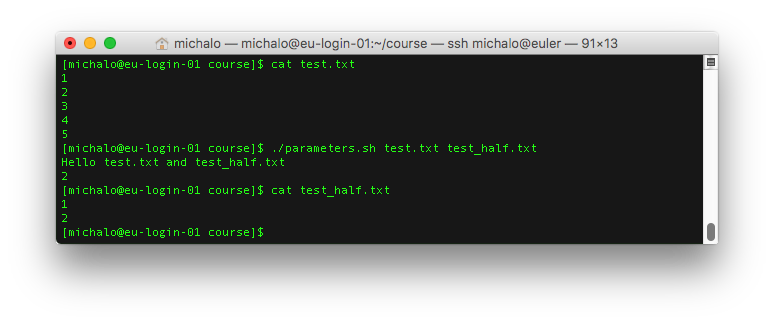 michalo — michalo@eu-login-01:~/course — ssh michalo@euler — 91×13
[michalo@eu-login-01 course]$ cat test.txt
1
2
3
4
5
[michalo@eu-login-01 course]$ ./parameters.sh test.txt test_half.txt
Hello test.txt and test_half.txt
2
[michalo@eu-login-01 course]$ cat test_half.txt
1
2
[michalo@eu-login-01 course]$